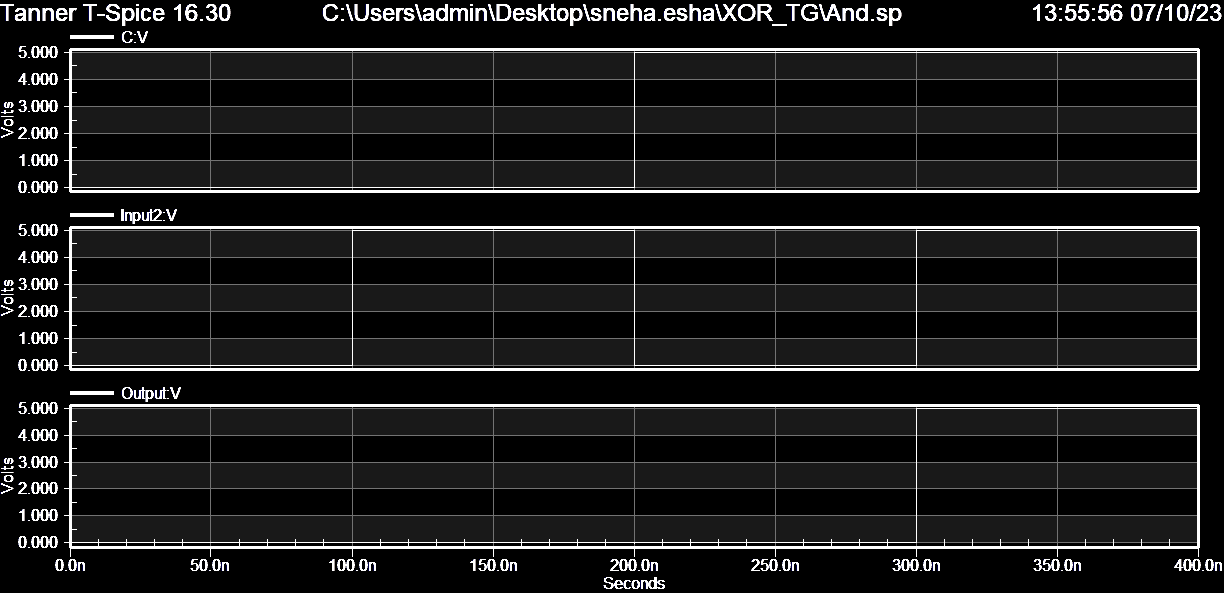 Tanner T-Spice 16.30 C:\Users\admin\Desktop\sneha.esha\XOR_TG\And.sp 13:55:56 07/10/23
C:V
5.000
4.000
3.000
2.000
1.000
0.000
Volts
Input2:V
5.000
4.000
3.000
2.000
1.000
0.000
Volts
Output:V
5.000
4.000
3.000
2.000
1.000
0.000
Volts
0.0n 50.0n 100.0n 150.0n 200.0n 250.0n 300.0n 350.0n 400.0n
Seconds